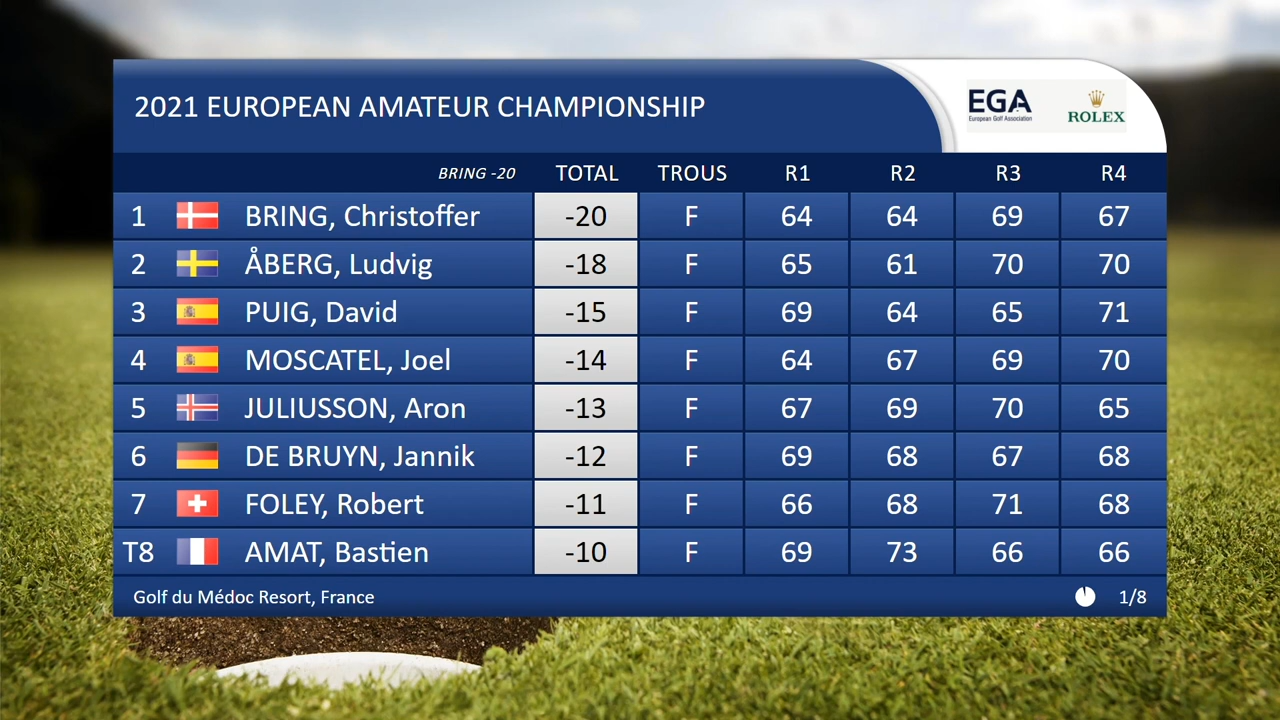 2021 EUROPEAN AMATEUR CHAMPIONSHIP
EGA
European Golf Association
ROLEX
BRING -20 TOTAL TROUS R1 R2 R3 R4
1 BRING, Christoffer -20 F 64 64 69 67
2 ÅBERG, Ludvig -18 F 65 61 70 70
3 PUIG, David -15 F 69 64 65 71
4 MOSCATEL, Joel -14 F 64 67 69 70
5 JULIUSSON, Aron -13 F 67 69 70 65
6 DE BRUYN, Jannik -12 F 69 68 67 68
7 FOLEY, Robert -11 F 66 68 71 68
T8 AMAT, Bastien -10 F 69 73 66 66
Golf du Médoc Resort, France 1/8